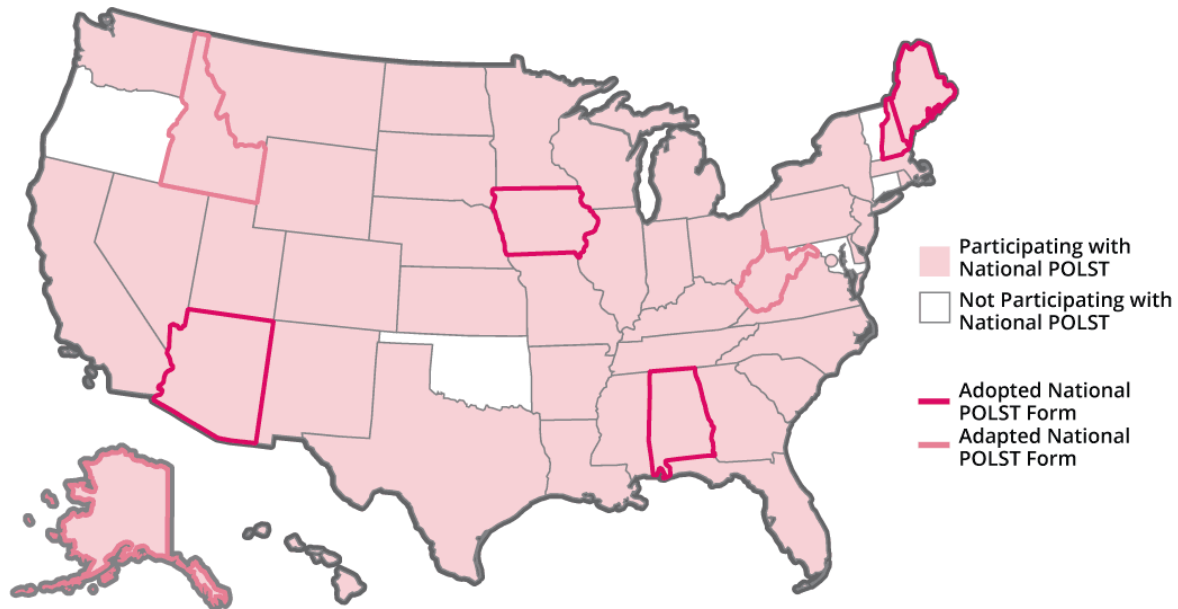 Participating with
National POLST
Not Participating with
National POLST
Adopted National
POLST Form
Adapted National
POLST Form